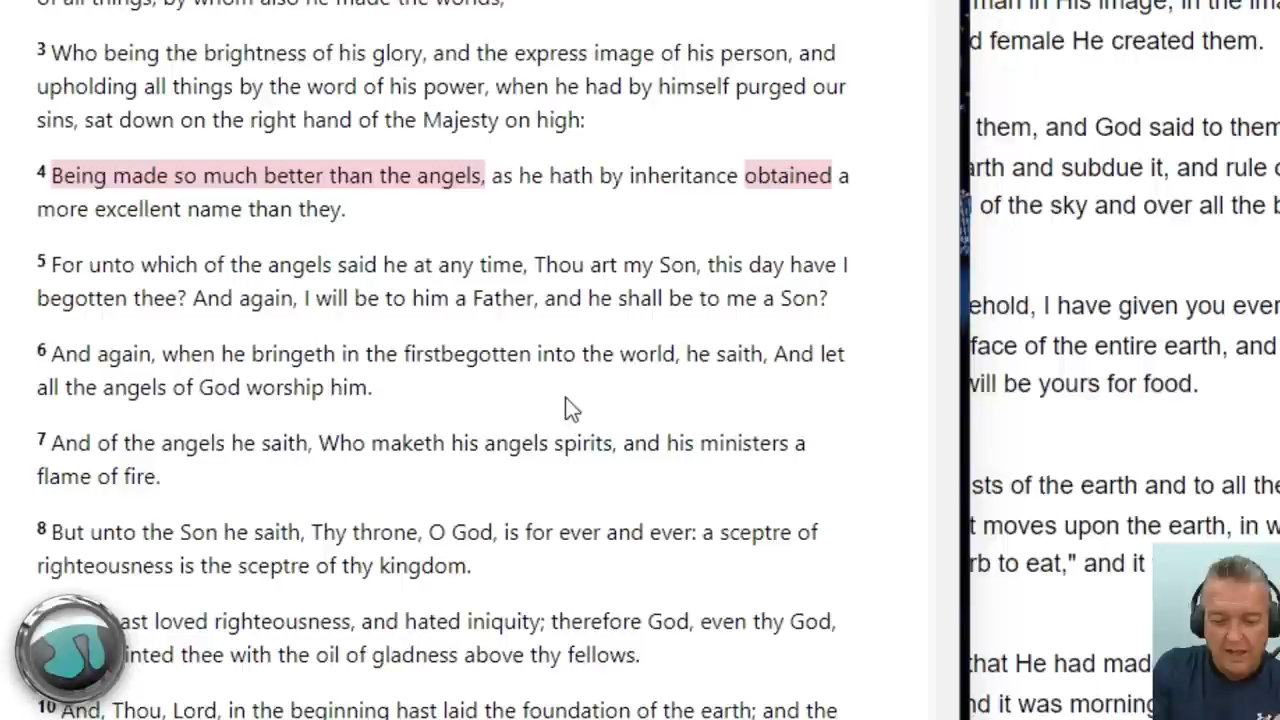 of all things, by whom also he made the worlds;
3 Who being the brightness of his glory, and the express image of his person, and
upholding all things by the word of his power, when he had by himself purged our
sins, sat down on the right hand of the Majesty on high:
4 Being made so much better than the angels, as he hath by inheritance obtained a
more excellent name than they.
5 For unto which of the angels said he at any time, Thou art my Son, this day have I
begotten thee? And again, I will be to him a Father, and he shall be to me a Son?
6 And again, when he bringeth in the firstbegotten into the world, he saith, And let
all the angels of God worship him.
7 And of the angels he saith, Who maketh his angels spirits, and his ministers a
flame of fire.
8 But unto the Son he saith, Thy throne, O God, is for ever and ever: a sceptre of
righteousness is the sceptre of thy kingdom.
ast loved righteousness, and hated iniquity; therefore God, even thy God,
inted thee with the oil of gladness above thy fellows.
10 And, Thou, Lord, in the beginning hast laid the foundation of the earth; and the
man in His image, in the
d female He created them.
them, and God said to them
arth and subdue it, and rule
of the sky and over all the
ehold, I have given you
face of the entire earth, and
will be yours for food.
sts of the earth and to all
t moves upon the earth, in
rb to eat," and it
that He had
nd it was morning